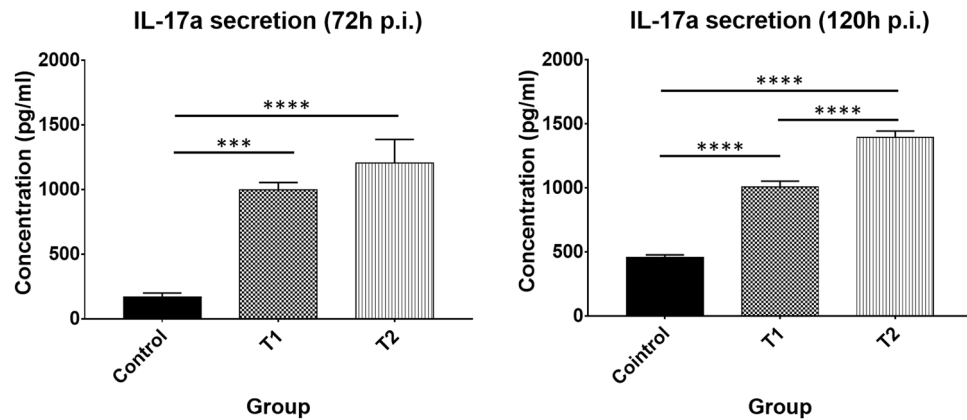 IL-17a secretion (72h p.i.)
Concentration (pg/ml)
2000
1500
1000
500
0
****
***
Control
T1
T2
Group
IL-17a secretion (120h p.i.)
Concentration (pg/ml)
2000
1500
1000
500
0
****
****
****
Cointrol
T1
T2
Group